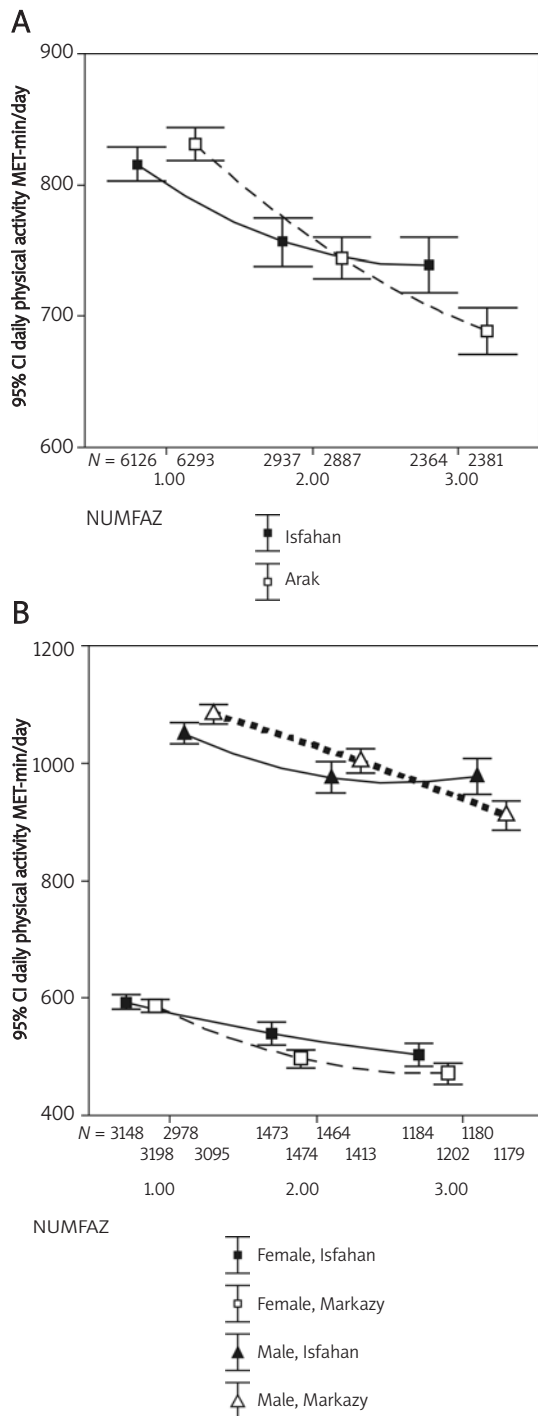 A
95% CI daily physical activity MET-min/day
900
800
700
600
N = 6126 6293 2937 2887 2364 2381
1.00 2.00 3.00
NUMFAZ
Isfahan
Arak
B
95% CI daily physical activity MET-min/day
1200
1000
800
600
400
N = 3148 2978 1473 1464 1184 1180
3198 3095 1474 1413 1202 1179
1.00 2.00 3.00
NUMFAZ
Female, Isfahan
Female, Markazy
Male, Isfahan
Male, Markazy